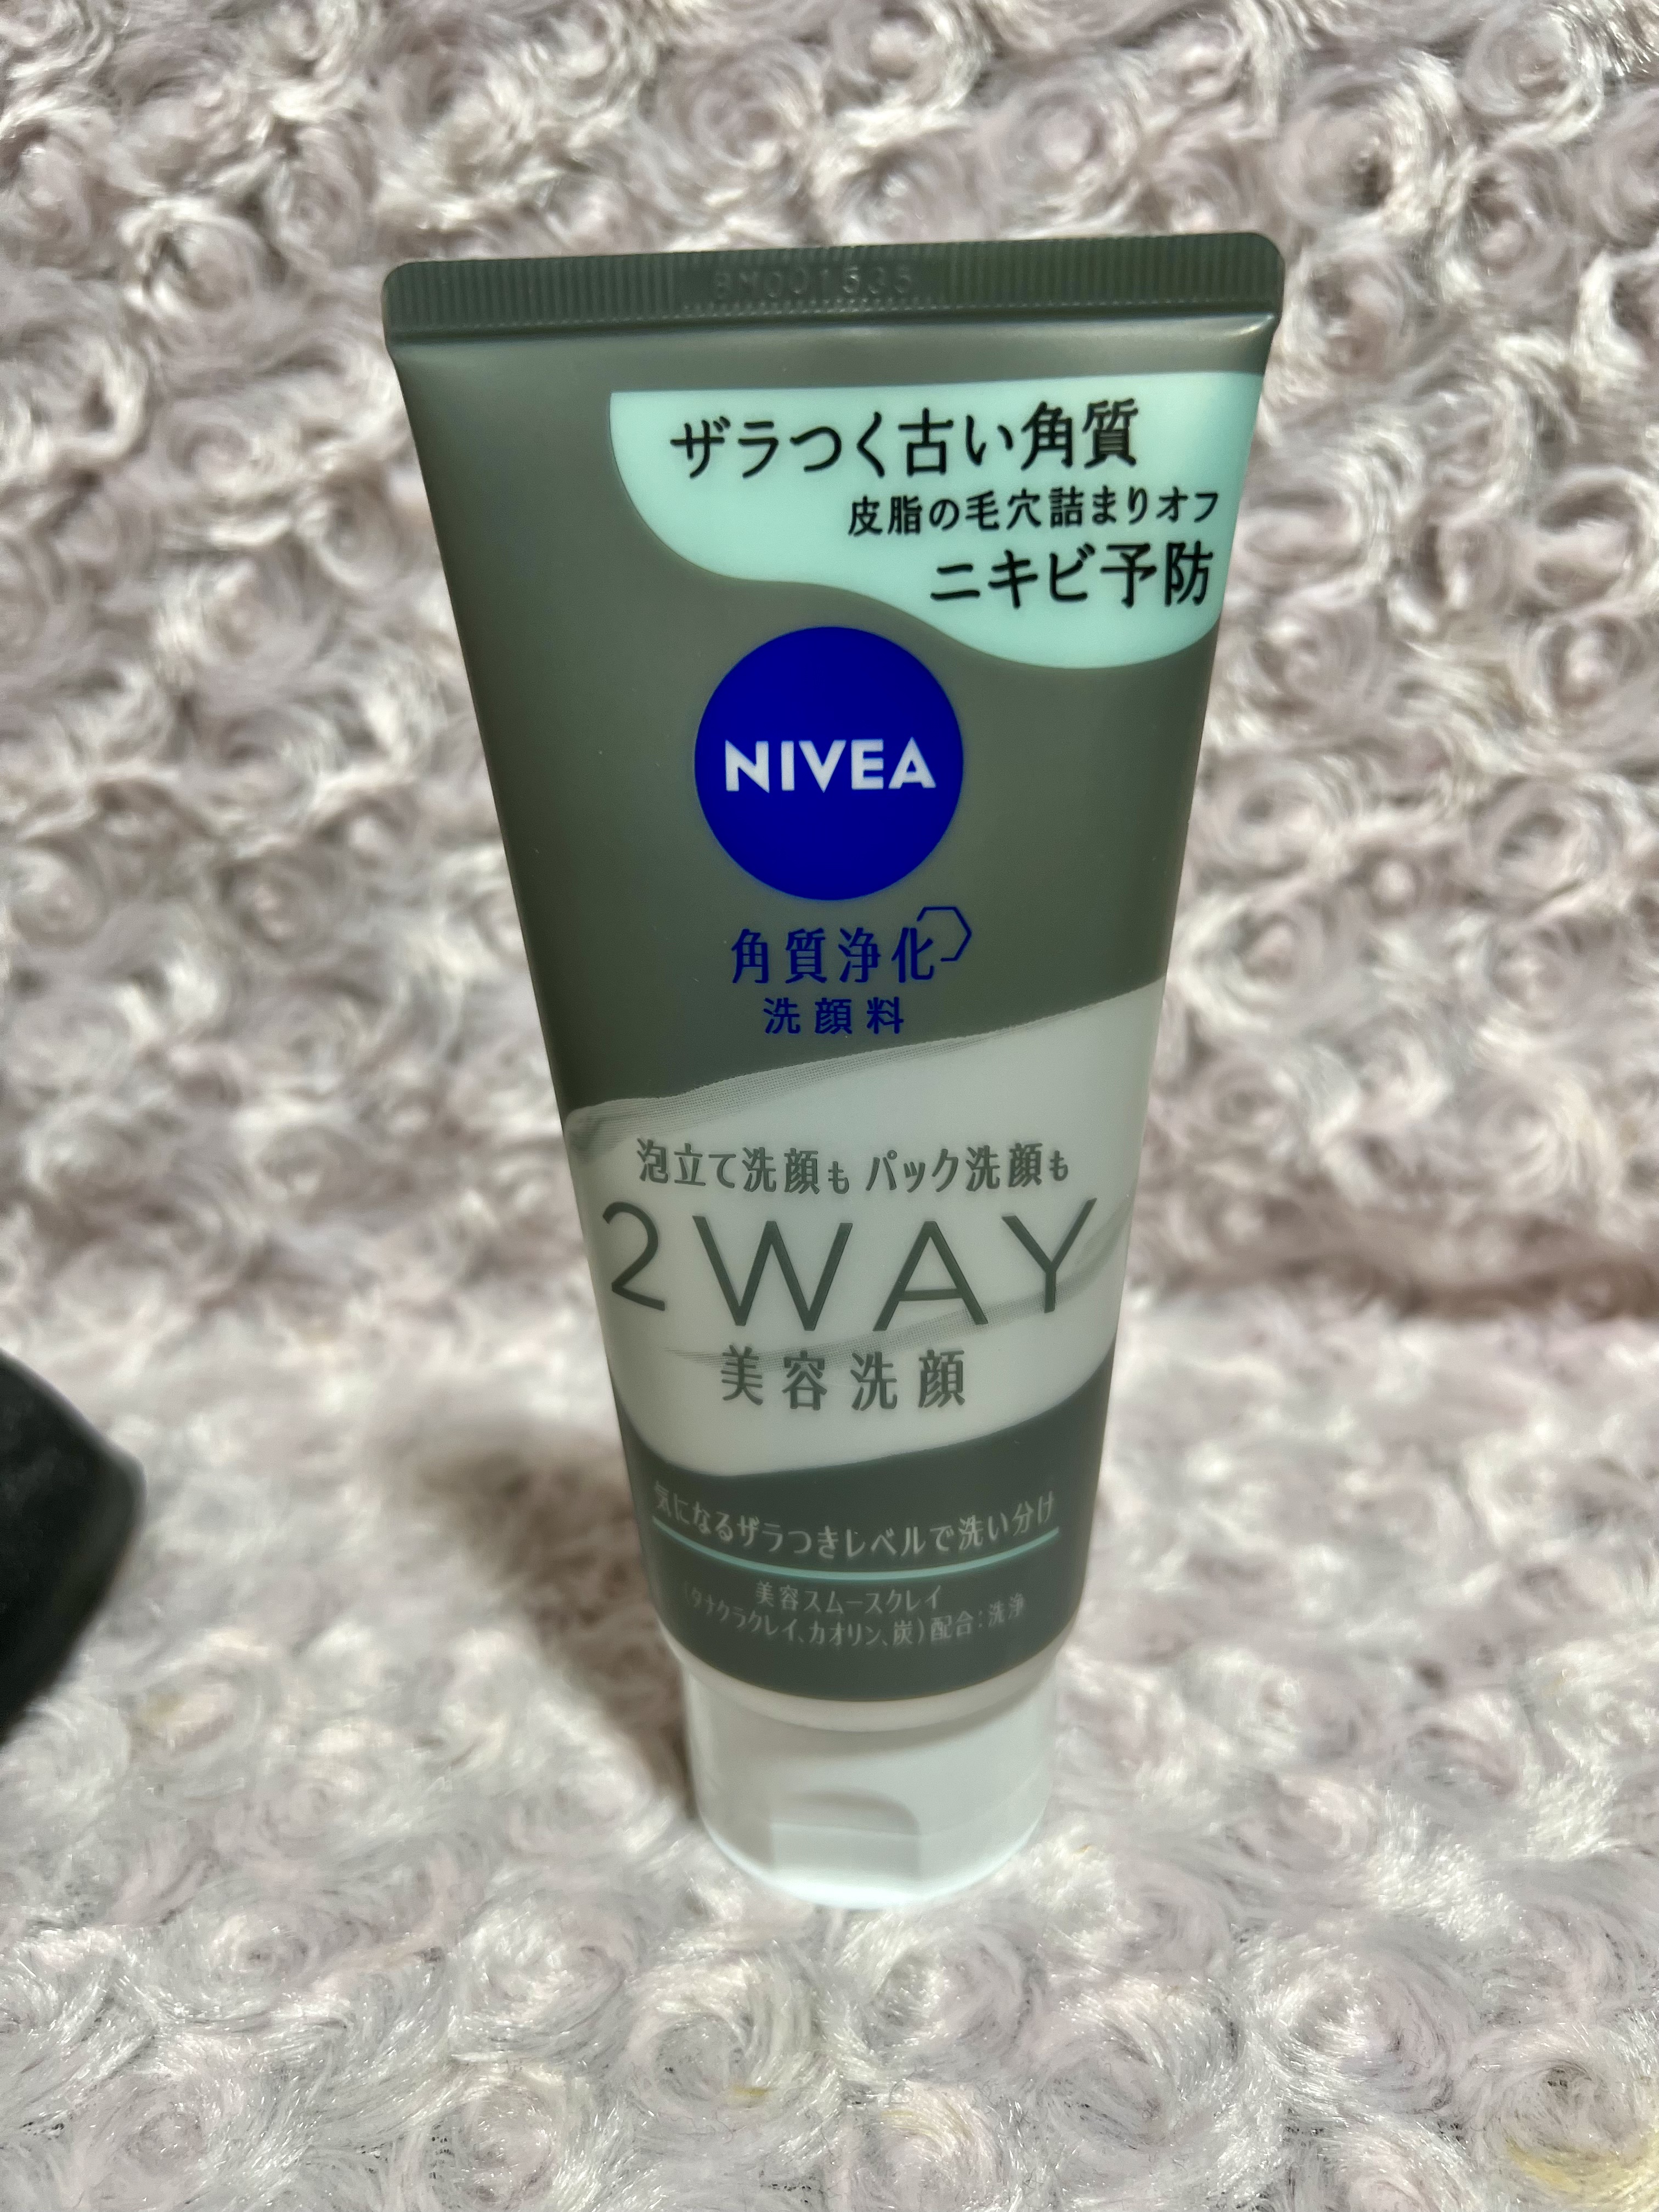 BM001535
ザラつく古い角質
皮脂の毛穴詰まりオフ
ニキビ予防
NIVEA
角質浄化
洗顔料
泡立て洗顔も パック洗顔も
2WAY
美容洗顔
気になるザラつきレベルで洗い分け
美容スムースクレイ
(タナクラクレイ、カオリン、炭)配合:洗浄